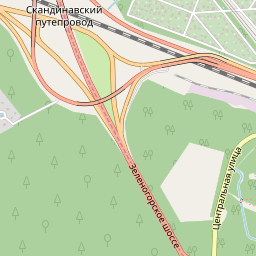 Скандинавский
путепровод
Зеленогорское шоссе
Центральная улица